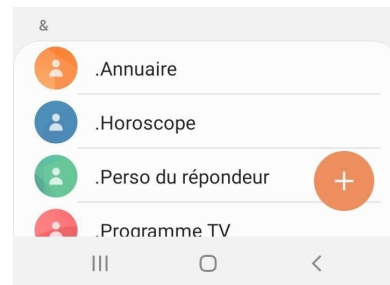 &
.Annuaire
.Horoscope
.Perso du répondeur
.Programme TV